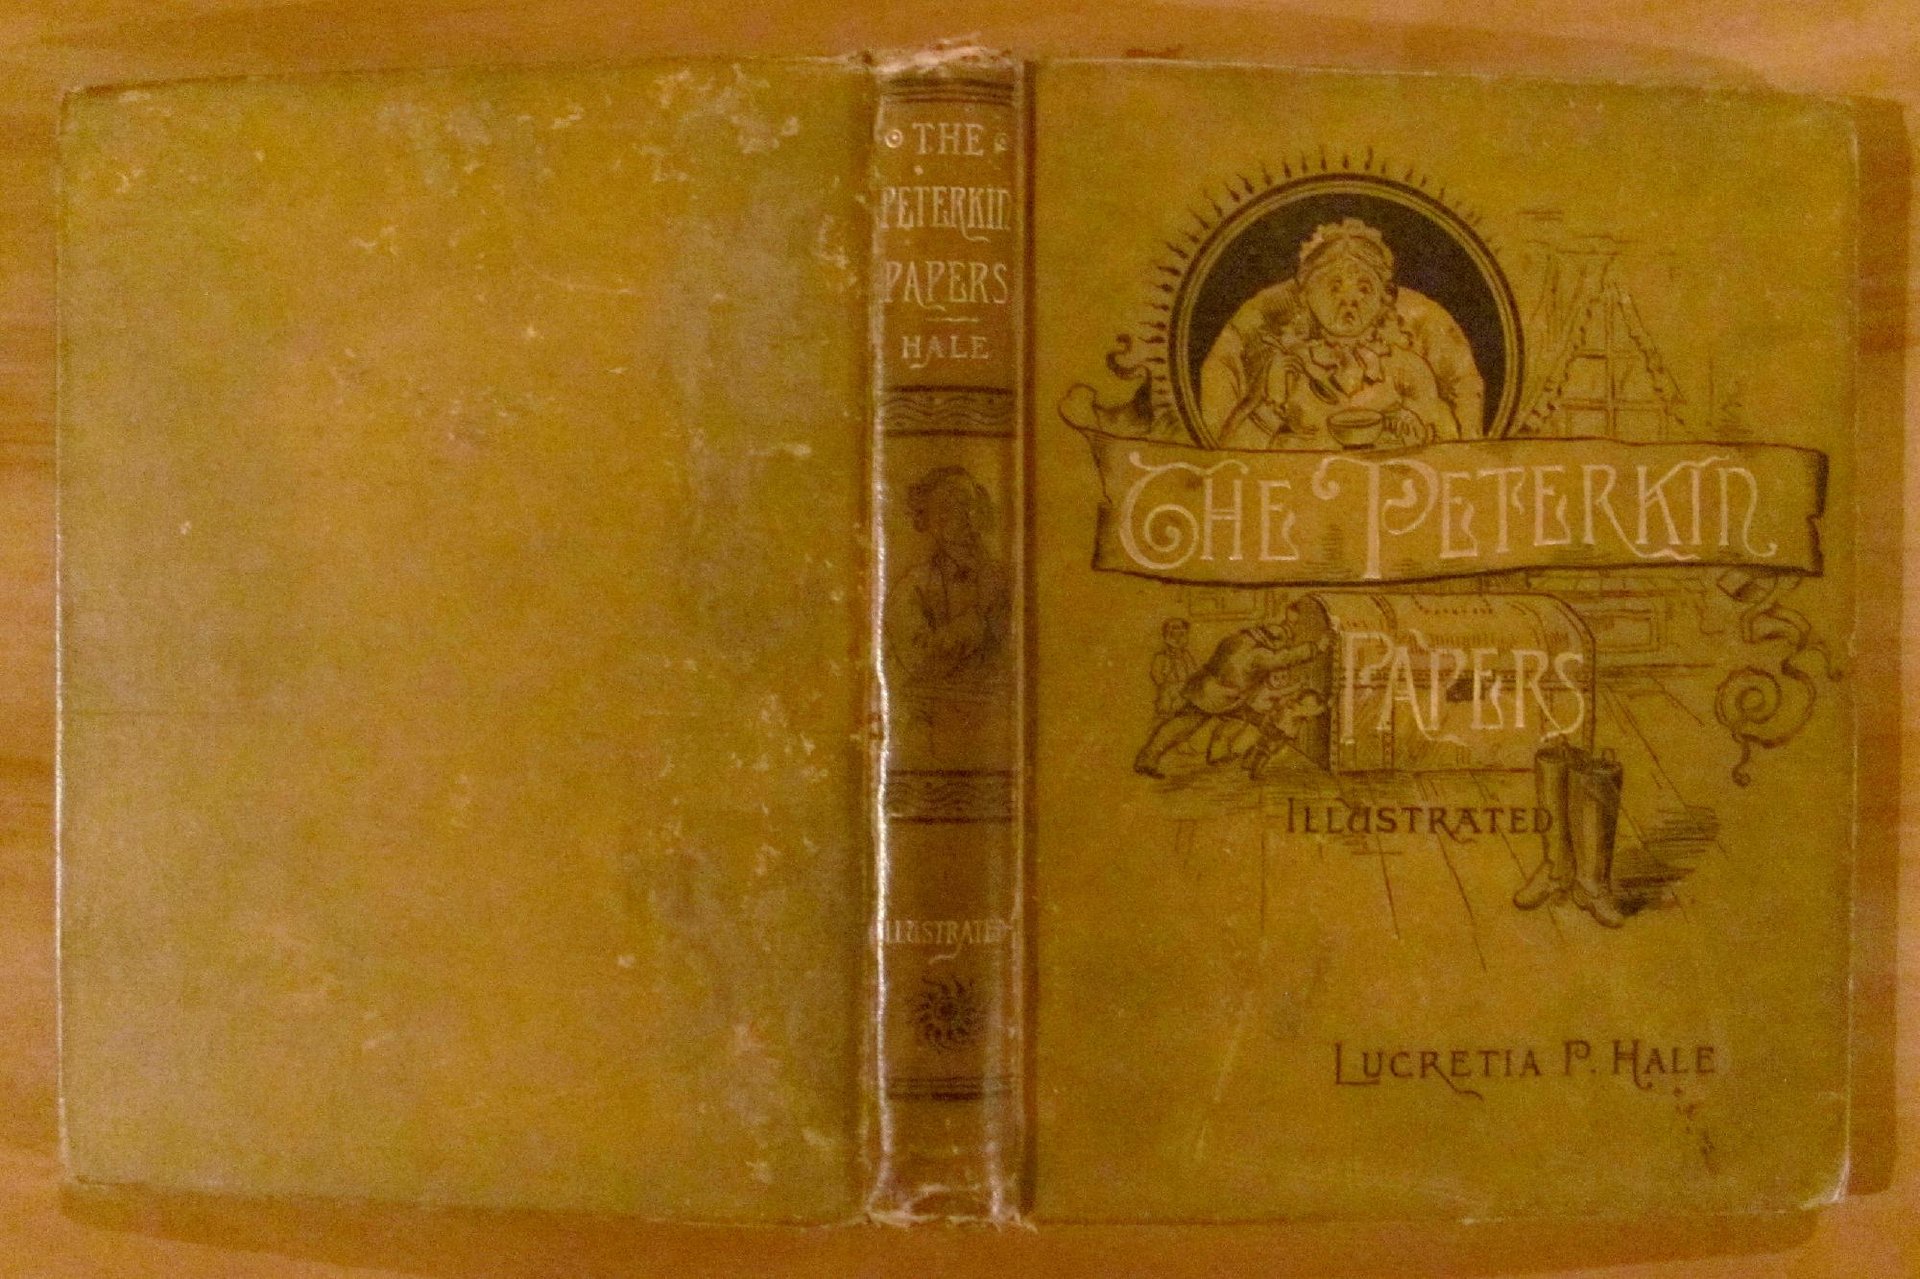 THE
PETERKIN
PAPERS
HALE
ILLUSTRATED
THE PETERKIN
PAPERS
ILLUSTRATED
LUCRETIA P. HALE